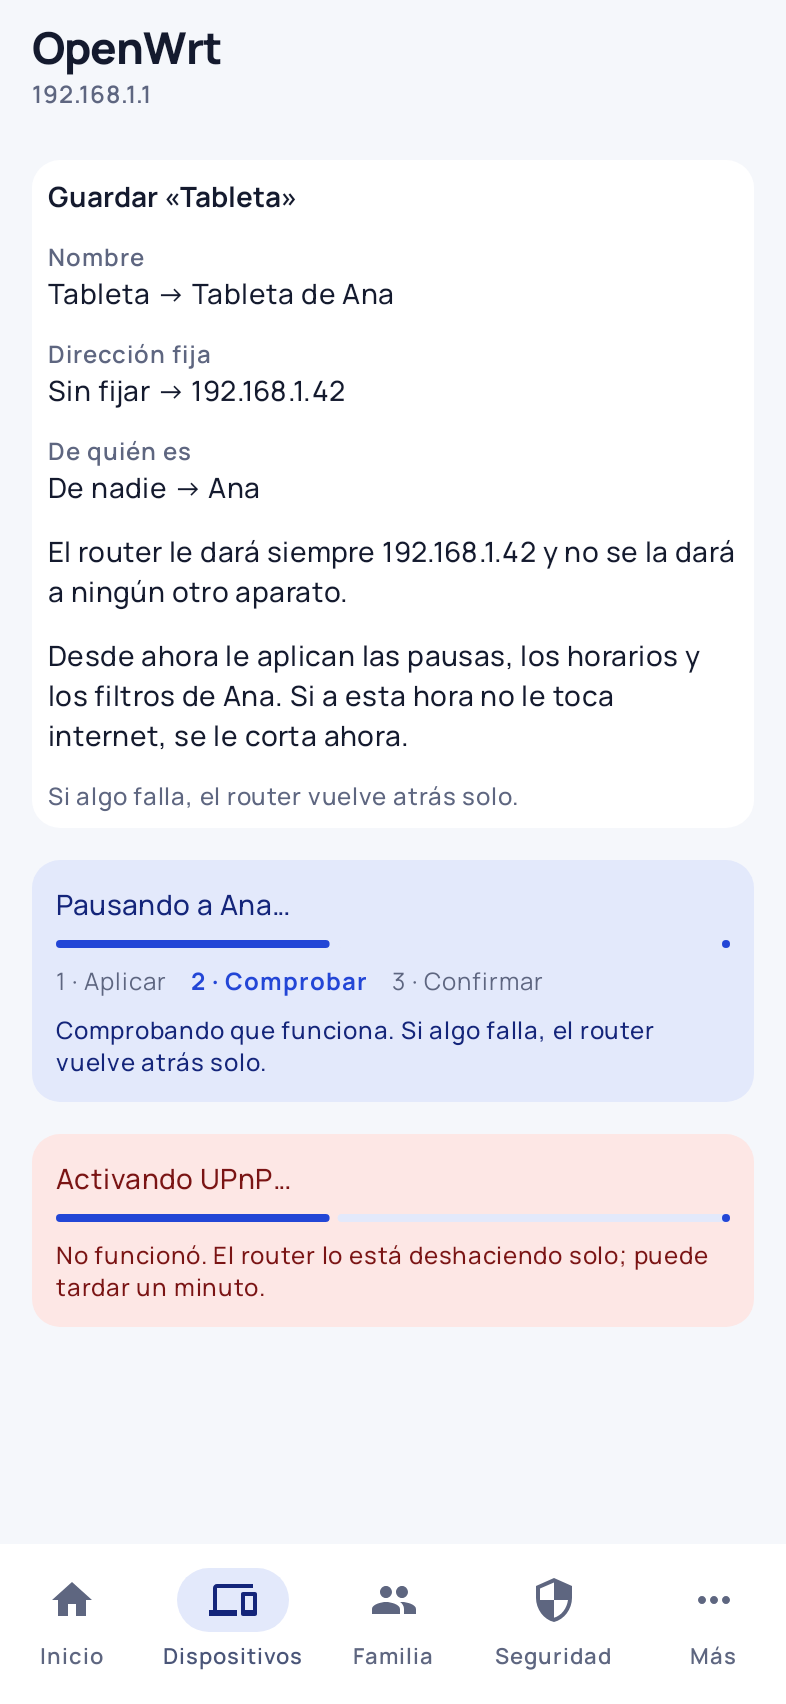 OpenWrt
192.168.1.1
Guardar «Tableta»
Nombre
Tableta → Tableta de Ana
Dirección fija
Sin fijar → 192.168.1.42
De quién es
De nadie → Ana
El router le dará siempre 192.168.1.42 y no se la dará
a ningún otro aparato.
Desde ahora le aplican las pausas, los horarios y
los filtros de Ana. Si a esta hora no le toca
internet, se le corta ahora.
Si algo falla, el router vuelve atrás solo.
Pausando a Ana…
1 · Aplicar 2 · Comprobar 3 · Confirmar
Comprobando que funciona. Si algo falla, el router
vuelve atrás solo.
Activando UPnP…
No funcionó. El router lo está deshaciendo solo; puede
tardar un minuto.
Inicio Dispositivos Familia Seguridad Más